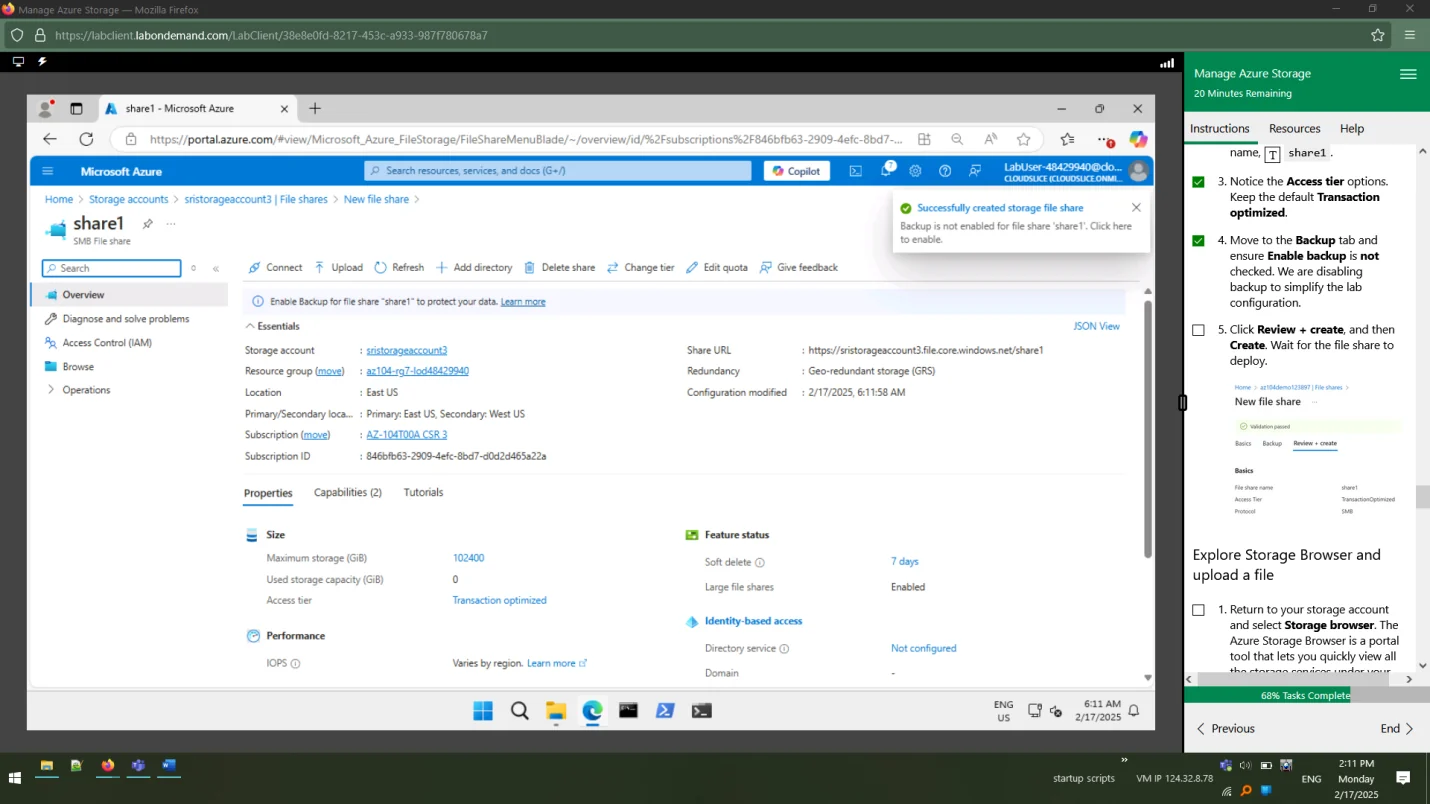 Manage Azure Storage — Mozilla Firefox
https://labclient.labondemand.com/LabClient/38e8e0fd-8217-453c-a933-987f780678a7
share1 - Microsoft Azure
https://portal.azure.com/#view/Microsoft_Azure_FileStorage/FileShareMenuBlade/~/overview/id/%2Fsubscriptions%2F846bfb63-2909-4efc-8bd7-...
Microsoft Azure
Search resources, services, and docs (G+/)
Copilot
7
LabUser-48429940@clo...
CLOUDSLICE (CLOUDSLICE.ONMI...
Home > Storage accounts > sristorageaccount3 | File shares > New file share >
share1
SMB File share
Successfully created storage file share
Backup is not enabled for file share 'share1'. Click here
to enable.
Search
Connect
Upload
Refresh
Add directory
Delete share
Change tier
Edit quota
Give feedback
Overview
Diagnose and solve problems
Access Control (IAM)
Browse
Operations
Enable Backup for file share "share1" to protect your data. Learn more
Essentials
JSON View
Storage account : sristorageaccount3
Resource group (move) : az104-rg7-lod48429940
Location : East US
Primary/Secondary loca... : Primary: East US, Secondary: West US
Subscription (move) : AZ-104T00A CSR 3
Subscription ID : 846bfb63-2909-4efc-8bd7-d0d2d465a22a
Share URL : https://sristorageaccount3.file.core.windows.net/share1
Redundancy : Geo-redundant storage (GRS)
Configuration modified : 2/17/2025, 6:11:58 AM
Properties
Capabilities (2)
Tutorials
Size
Maximum storage (GiB) 102400
Used storage capacity (GiB) 0
Access tier Transaction optimized
Performance
IOPS Varies by region. Learn more
Feature status
Soft delete 7 days
Large file shares Enabled
Identity-based access
Directory service Not configured
Domain -
ENG
US
6:11 AM
2/17/2025
Manage Azure Storage
20 Minutes Remaining
Instructions
Resources
Help
name, T share1 .
3. Notice the Access tier options.
Keep the default Transaction
optimized.
4. Move to the Backup tab and
ensure Enable backup is not
checked. We are disabling
backup to simplify the lab
configuration.
5. Click Review + create, and then
Create. Wait for the file share to
deploy.
Home > az104demo123897 | File shares >
New file share ...
Validation passed
Basics Backup Review + create
Basics
File share name share1
Access Tier TransactionOptimized
Protocol SMB
Explore Storage Browser and
upload a file
1. Return to your storage account
and select Storage browser. The
Azure Storage Browser is a portal
tool that lets you quickly view all
the storage services under your
68% Tasks Complete
Previous
End
startup scripts
VM IP 124.32.8.78
ENG
2:11 PM
Monday
2/17/2025